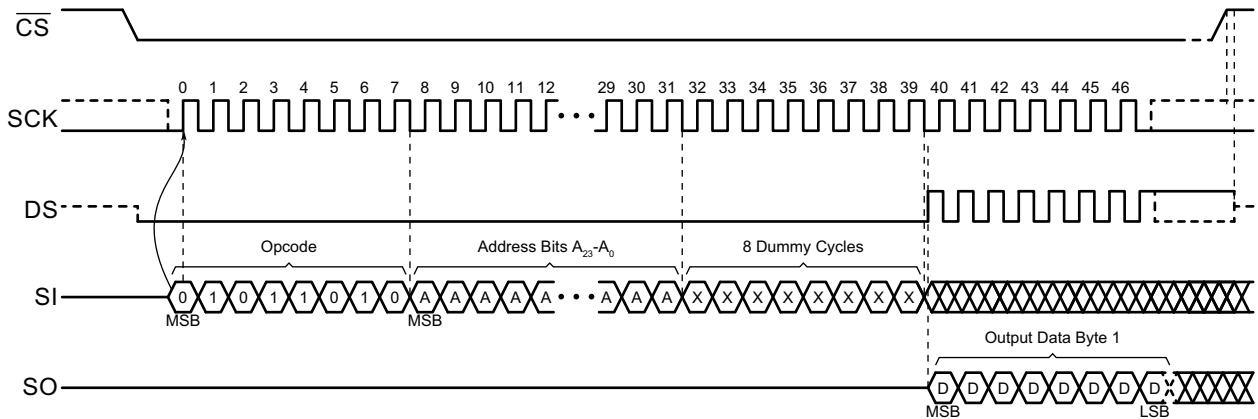 CS
0 1 2 3 4 5 6 7 8 9 10 11 12 29 30 31 32 33 34 35 36 37 38 39 40 41 42 43 44 45 46
SCK
DS
Opcode Address Bits A₂₃-A₀ 8 Dummy Cycles
SI 0 1 0 1 1 0 1 0 A A A A A A A A X X X X X X X X
MSB MSB
Output Data Byte 1
SO D D D D D D D D
MSB LSB